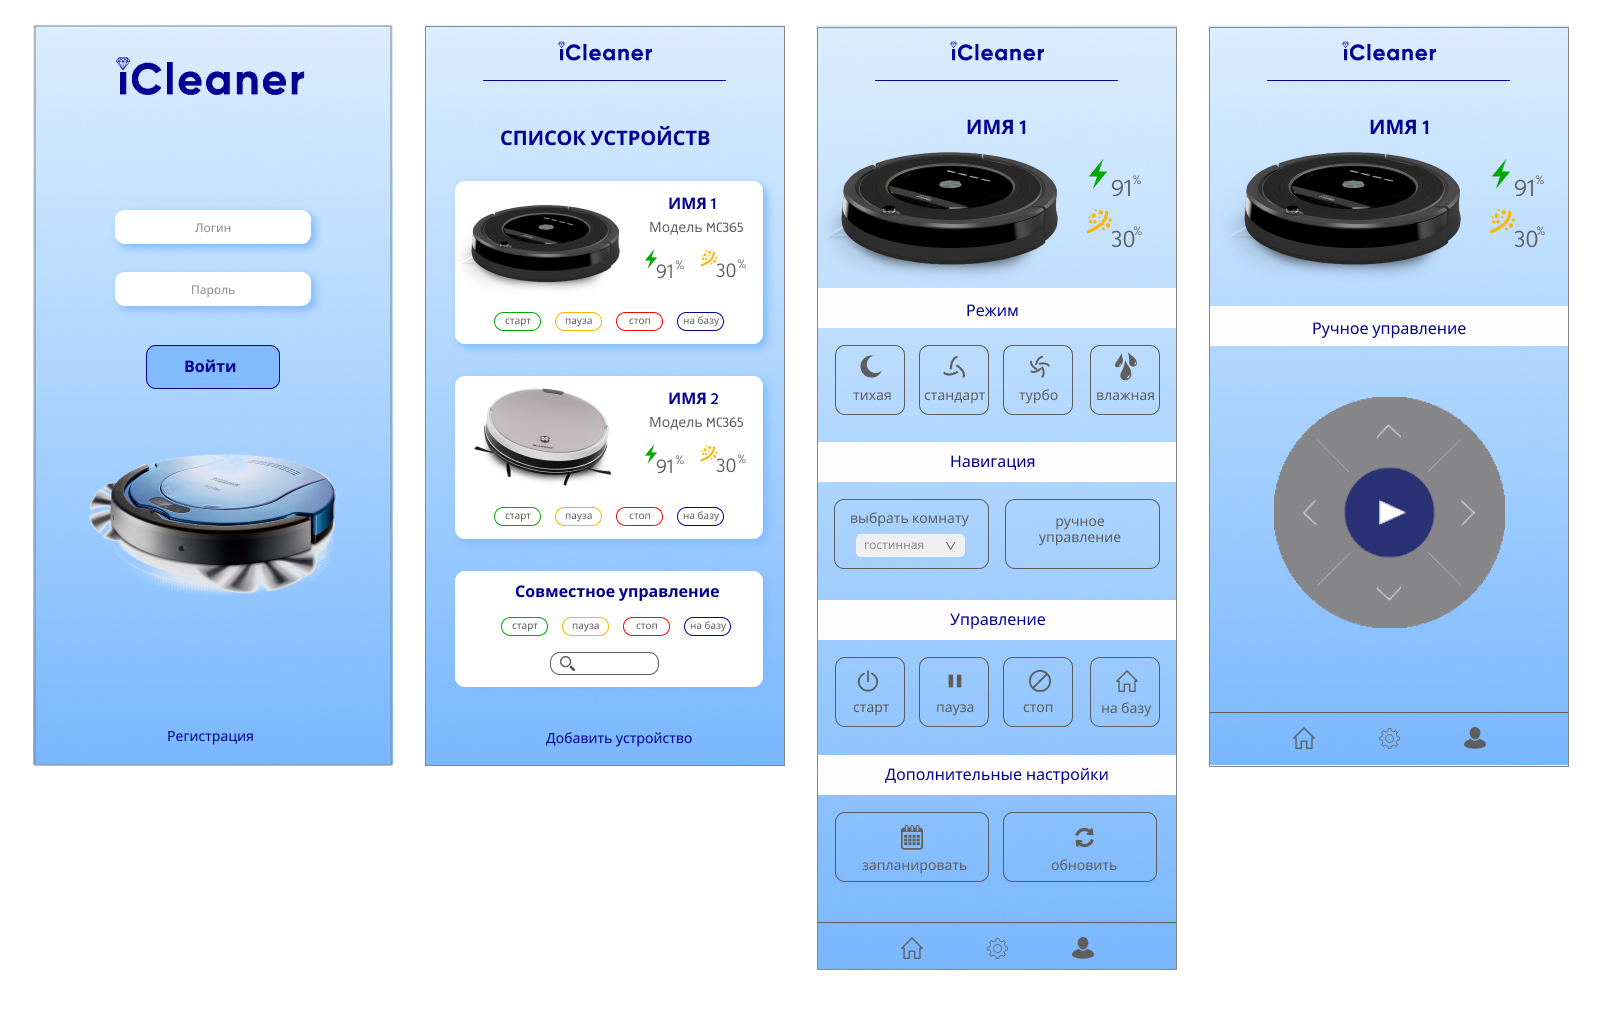 iCleaner
Логин
Пароль
Войти
Регистрация
iCleaner
СПИСОК УСТРОЙСТВ
ИМЯ 1
Модель MC365
91% 30%
старт пауза стоп на базу
ИМЯ 2
Модель MC365
91% 30%
старт пауза стоп на базу
Совместное управление
старт пауза стоп на базу
Добавить устройство
iCleaner
ИМЯ 1
91%
30%
Режим
тихая стандарт турбо влажная
Навигация
выбрать комнату
гостинная
ручное
управление
Управление
старт пауза стоп на базу
Дополнительные настройки
запланировать обновить
iCleaner
ИМЯ 1
91%
30%
Ручное управление